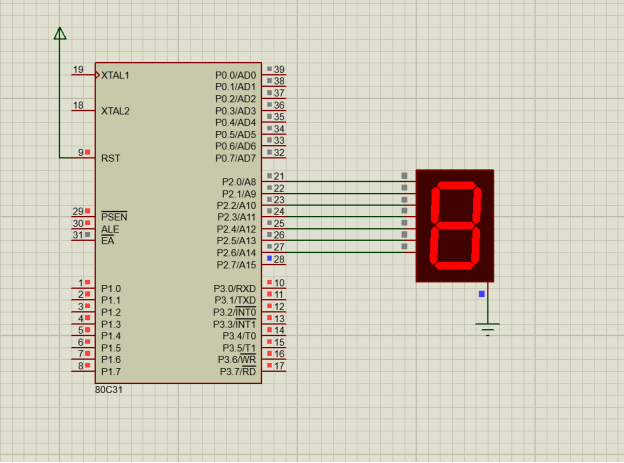 19 XTAL1 P0.0/AD0 39
P0.1/AD1 38
P0.2/AD2 37
18 XTAL2 P0.3/AD3 36
P0.4/AD4 35
P0.5/AD5 34
P0.6/AD6 33
9 RST P0.7/AD7 32
P2.0/A8 21
P2.1/A9 22
P2.2/A10 23
29 PSEN P2.3/A11 24
30 ALE P2.4/A12 25
31 EA P2.5/A13 26
P2.6/A14 27
P2.7/A15 28
1 P1.0 P3.0/RXD 10
2 P1.1 P3.1/TXD 11
3 P1.2 P3.2/INT0 12
4 P1.3 P3.3/INT1 13
5 P1.4 P3.4/T0 14
6 P1.5 P3.5/T1 15
7 P1.6 P3.6/WR 16
8 P1.7 P3.7/RD 17
80C31
8